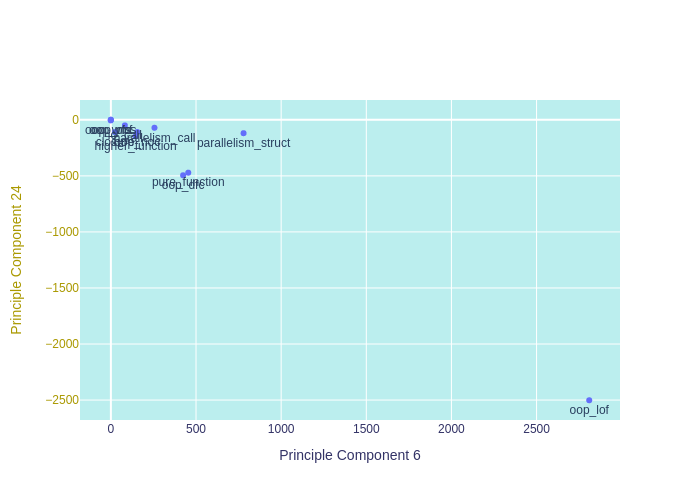 0
−500
−1000
−1500
−2000
−2500
Principle Component 24
parallelism_call
parallelism_struct
higher_function
pure_function
oop_dfc
oop_lof
0
500
1000
1500
2000
2500
Principle Component 6